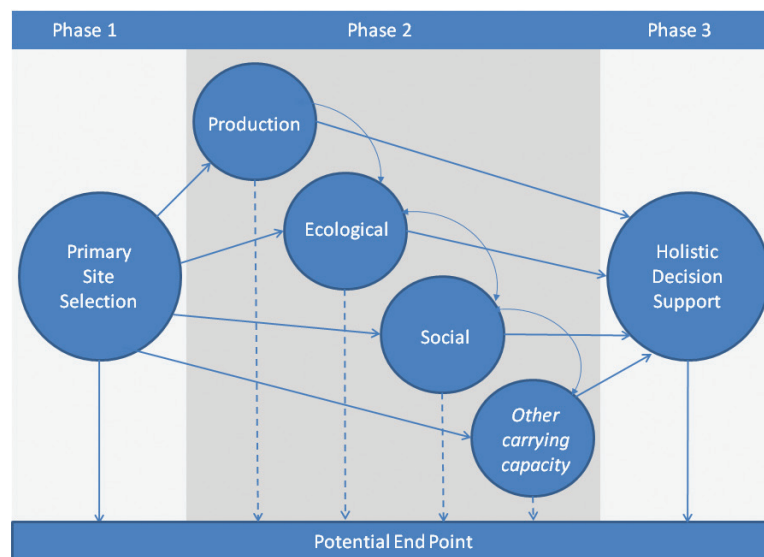 Phase 1
Phase 2
Phase 3
Production
Ecological
Primary
Site
Selection
Holistic
Decision
Support
Social
Other
carrying
capacity
Potential End Point